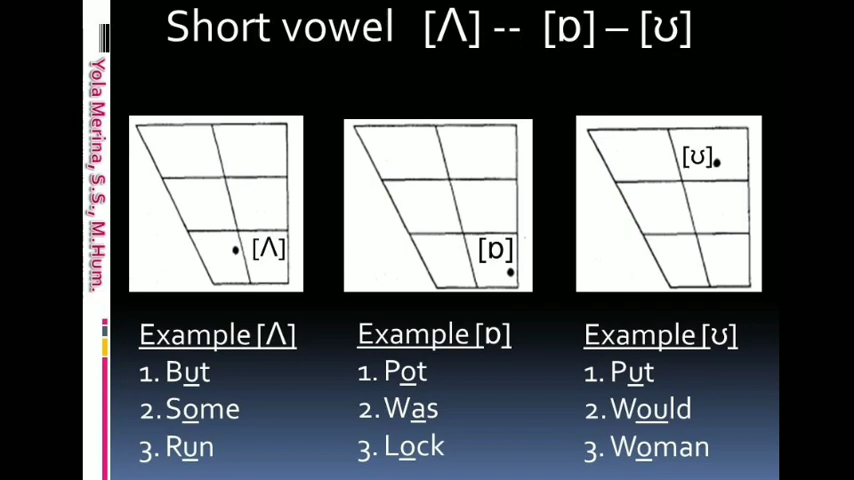 Short vowel [Ʌ] -- [ɒ] – [ʊ]
Yola Merina, S.S., M.Hum.
[Ʌ]
[ɒ]
[ʊ]
Example [Ʌ]
1. But
2. Some
3. Run
Example [ɒ]
1. Pot
2. Was
3. Lock
Example [ʊ]
1. Put
2. Would
3. Woman